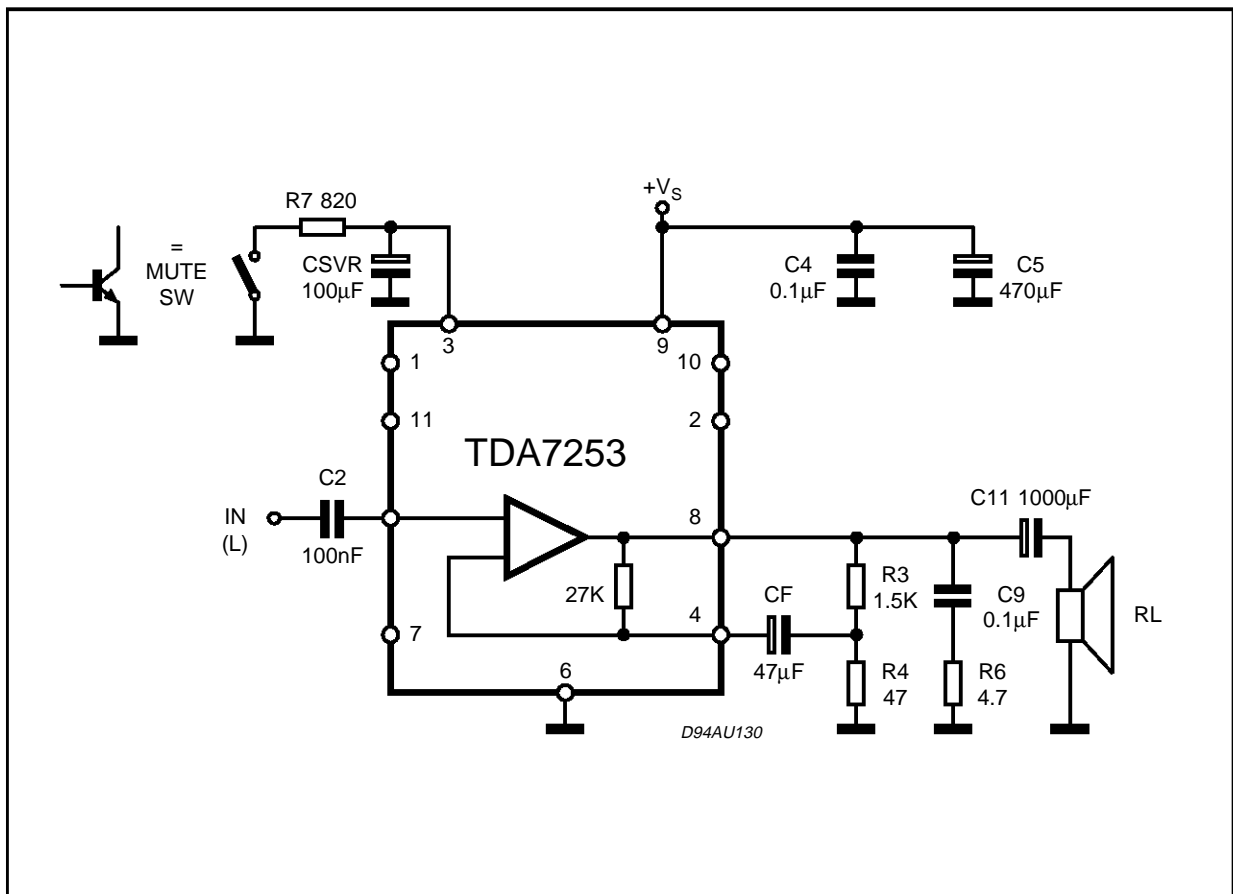 +VS
R7 820
=
MUTE
SW
CSVR
100µF
C4
0.1µF
C5
470µF
3
9
1
10
11
2
TDA7253
C2
IN
(L)
100nF
8
C11 1000µF
27K
CF
R3
1.5K
C9
0.1µF
RL
7
4
47µF
6
R4
47
R6
4.7
D94AU130